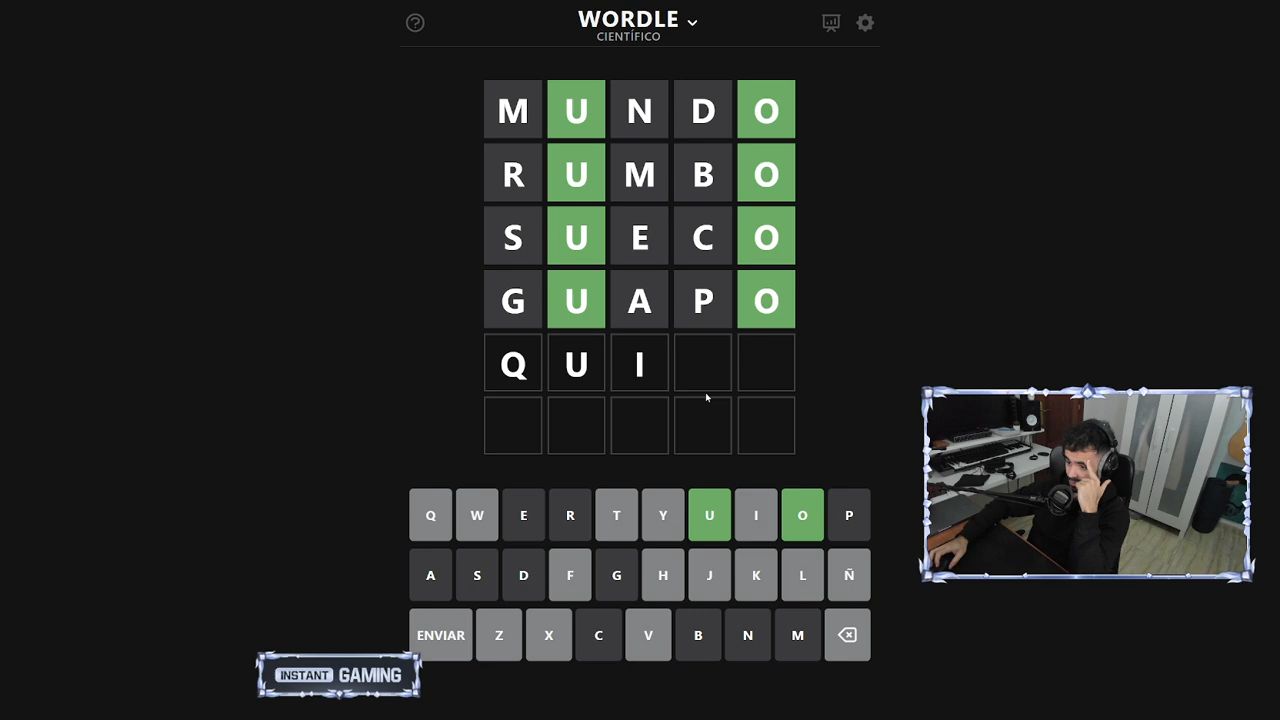 ?
WORDLE
CIENTÍFICO
M U N D O
R U M B O
S U E C O
G U A P O
Q U I
Q W E R T Y U I O P
A S D F G H J K L Ñ
ENVIAR Z X C V B N M
INSTANT GAMING